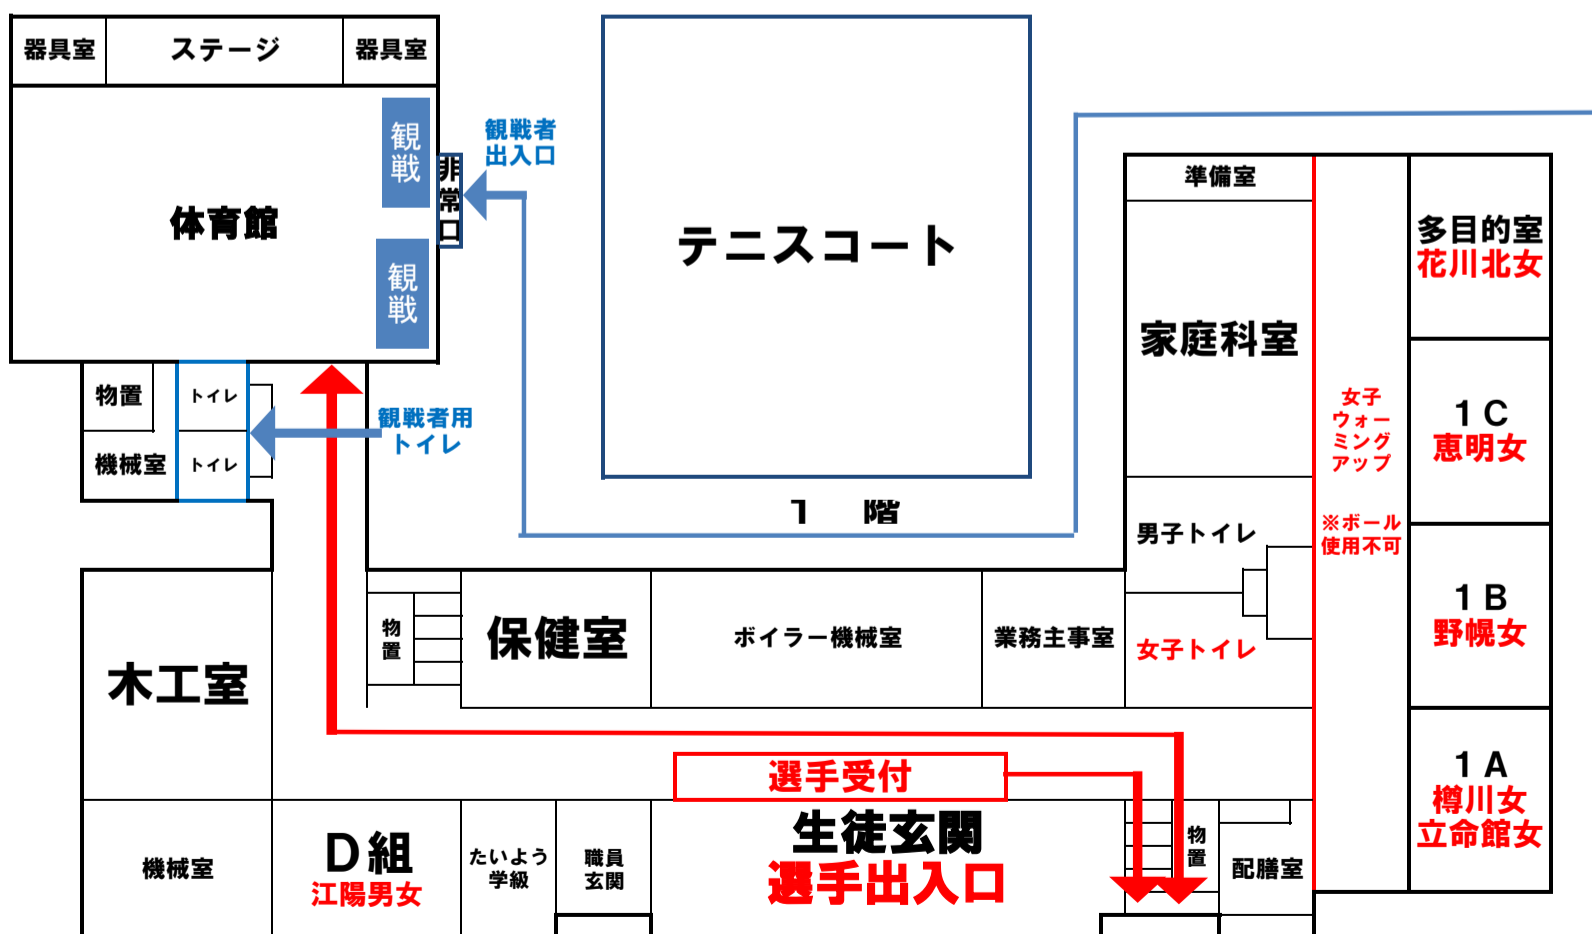 器具室
ステージ
器具室
観戦
観戦者
出入口
非常口
体育館
テニスコート
観戦
準備室
多目的室
花川北女
家庭科室
物置
トイレ
観戦者用
トイレ
機械室
トイレ
女子
ウォー
ミング
アップ
1C
恵明女
1 階
※ボール
使用不可
男子トイレ
1B
野幌女
物置
保健室
ボイラー機械室
業務主事室
女子トイレ
木工室
選手受付
1A
樽川女
立命館女
生徒玄関
選手出入口
機械室
D組
江陽男女
たいよう
学級
職員
玄関
物置
配膳室